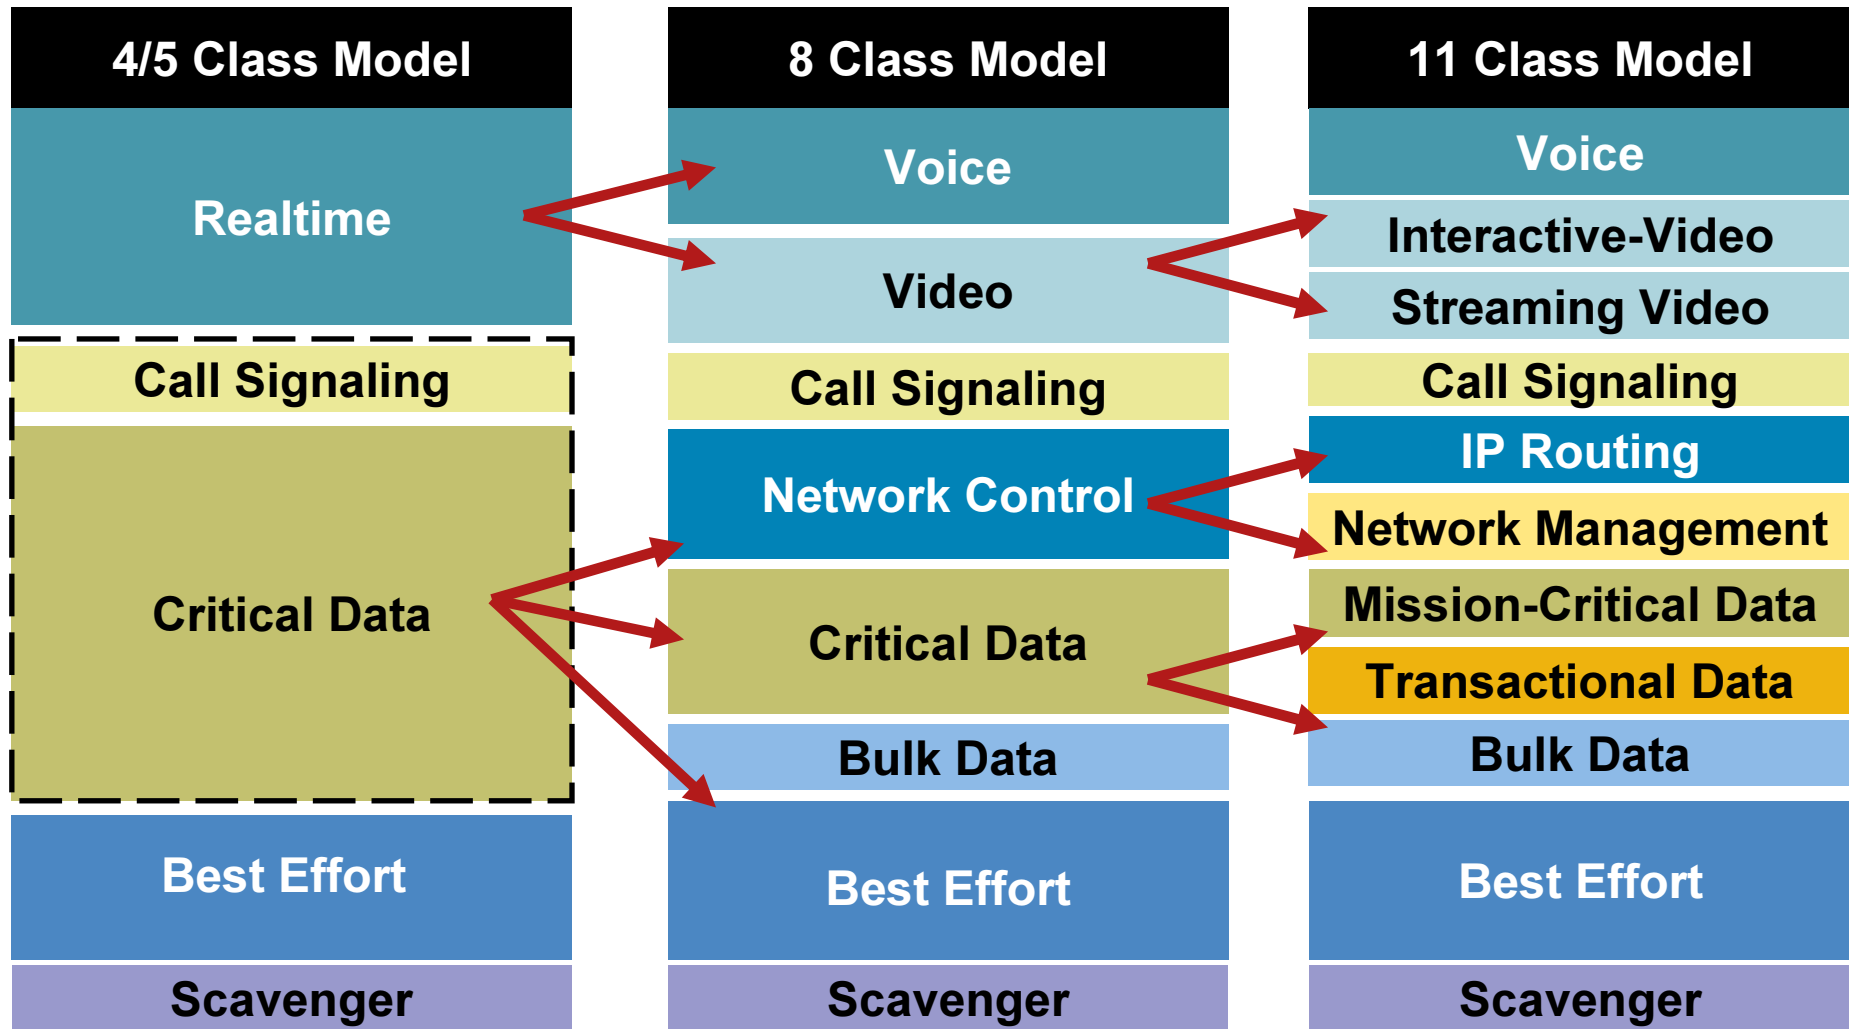 4/5 Class Model
Realtime
Call Signaling
Critical Data
Best Effort
Scavenger
8 Class Model
Voice
Video
Call Signaling
Network Control
Critical Data
Bulk Data
Best Effort
Scavenger
11 Class Model
Voice
Interactive-Video
Streaming Video
Call Signaling
IP Routing
Network Management
Mission-Critical Data
Transactional Data
Bulk Data
Best Effort
Scavenger